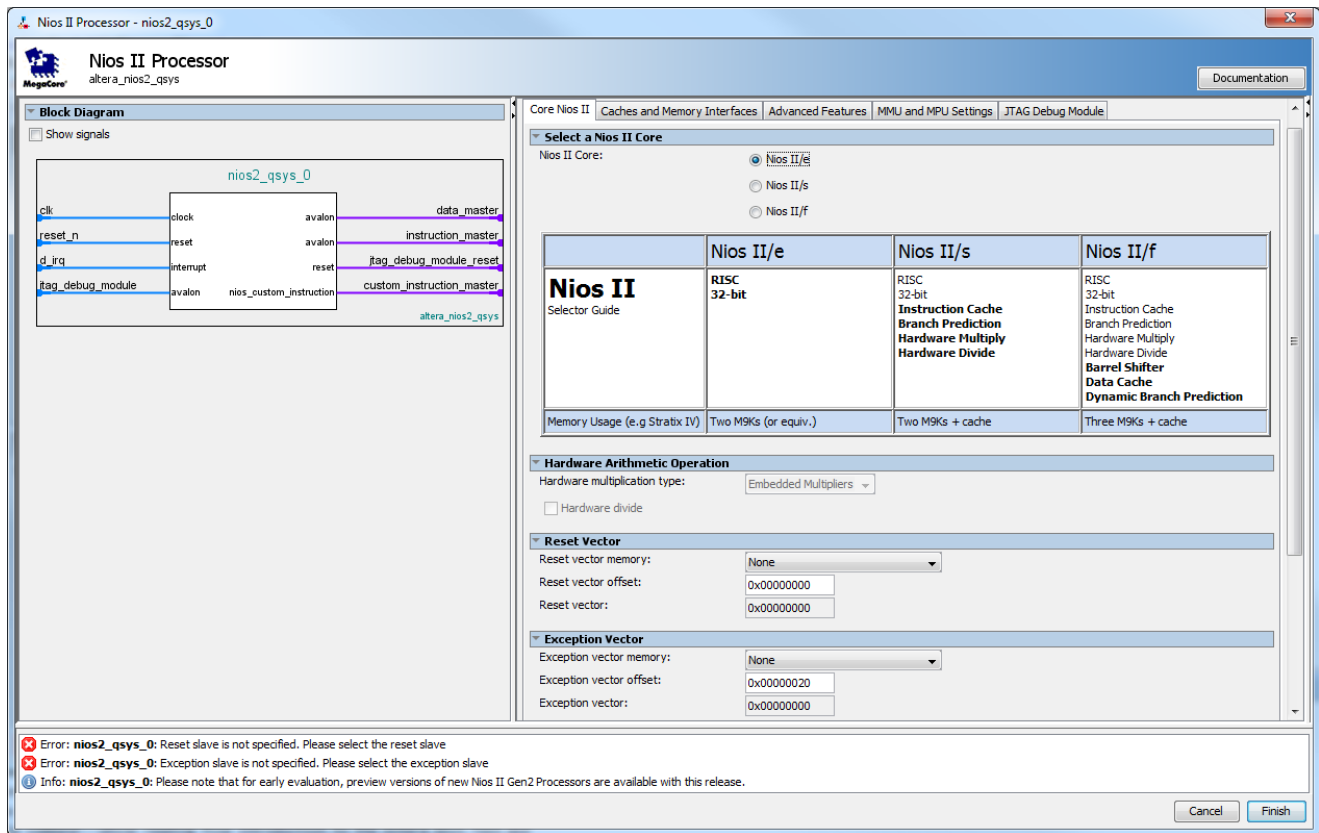 Nios II Processor - nios2_qsys_0
Nios II Processor
altera_nios2_qsys
MegaCore®
Documentation
Block Diagram
Show signals
nios2_qsys_0
clk
clock
avalon
data_master
reset_n
reset
avalon
instruction_master
d_irq
interrupt
reset
jtag_debug_module_reset
jtag_debug_module
avalon
nios_custom_instruction
custom_instruction_master
altera_nios2_qsys
Core Nios II Caches and Memory Interfaces Advanced Features MMU and MPU Settings JTAG Debug Module
Select a Nios II Core
Nios II Core:
Nios II/e
Nios II/s
Nios II/f
Nios II/e Nios II/s Nios II/f
Nios II
Selector Guide
RISC
32-bit
RISC
32-bit
Instruction Cache
Branch Prediction
Hardware Multiply
Hardware Divide
RISC
32-bit
Instruction Cache
Branch Prediction
Hardware Multiply
Hardware Divide
Barrel Shifter
Data Cache
Dynamic Branch Prediction
Memory Usage (e.g Stratix IV) Two M9Ks (or equiv.) Two M9Ks + cache Three M9Ks + cache
Hardware Arithmetic Operation
Hardware multiplication type: Embedded Multipliers
Hardware divide
Reset Vector
Reset vector memory: None
Reset vector offset: 0x00000000
Reset vector: 0x00000000
Exception Vector
Exception vector memory: None
Exception vector offset: 0x00000020
Exception vector: 0x00000000
Error: nios2_qsys_0: Reset slave is not specified. Please select the reset slave
Error: nios2_qsys_0: Exception slave is not specified. Please select the exception slave
Info: nios2_qsys_0: Please note that for early evaluation, preview versions of new Nios II Gen2 Processors are available with this release.
Cancel Finish